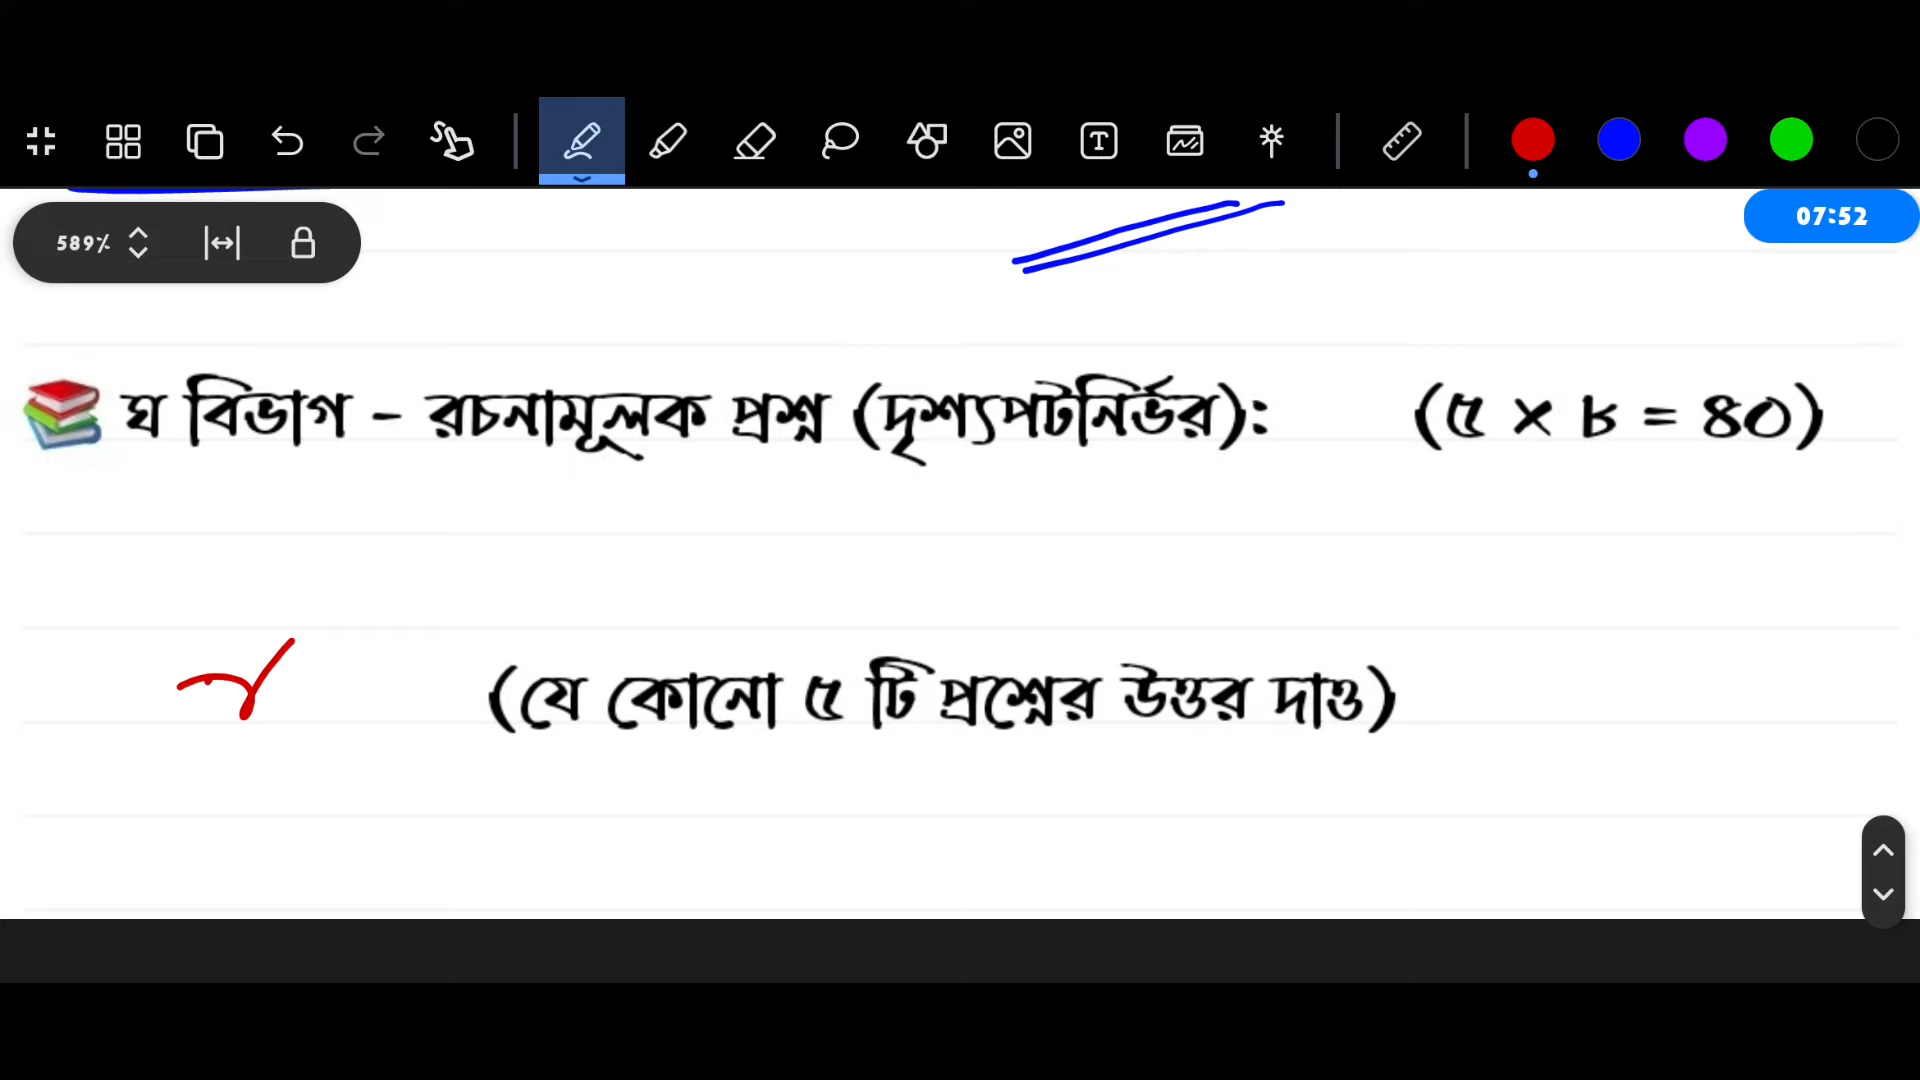 589%
07:52
ঘ বিভাগ - রচনামূলক প্রশ্ন (দৃশ্যপটনির্ভর): (৫ × ৮ = ৪০)
(যে কোনো ৫ টি প্রশ্নের উত্তর দাও)